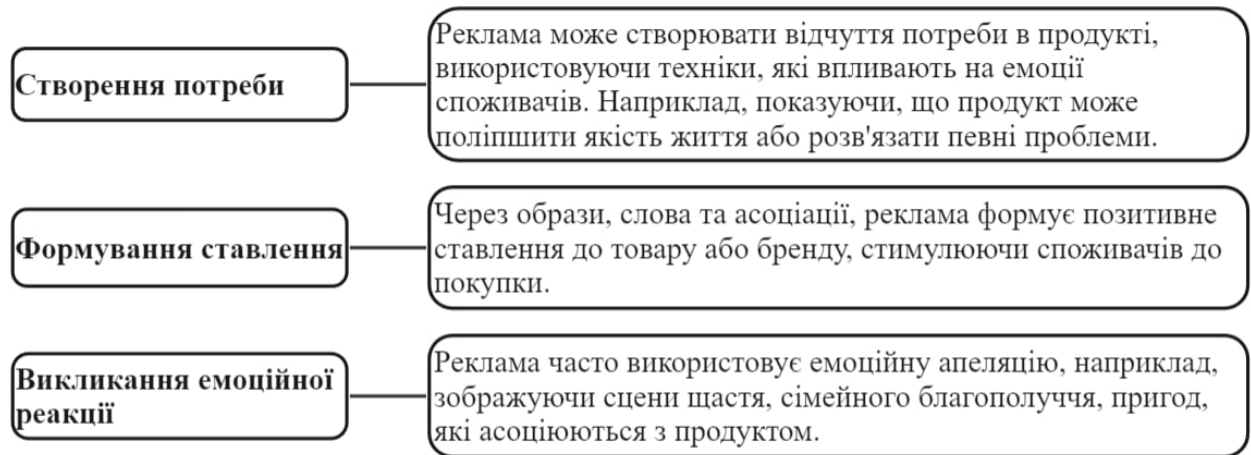 Створення потреби
Реклама може створювати відчуття потреби в продукті,
використовуючи техніки, які впливають на емоції
споживачів. Наприклад, показуючи, що продукт може
поліпшити якість життя або розв'язати певні проблеми.
Формування ставлення
Через образи, слова та асоціації, реклама формує позитивне
ставлення до товару або бренду, стимулюючи споживачів до
покупки.
Викликання емоційної
реакції
Реклама часто використовує емоційну апеляцію, наприклад,
зображуючи сцени щастя, сімейного благополуччя, пригод,
які асоціюються з продуктом.